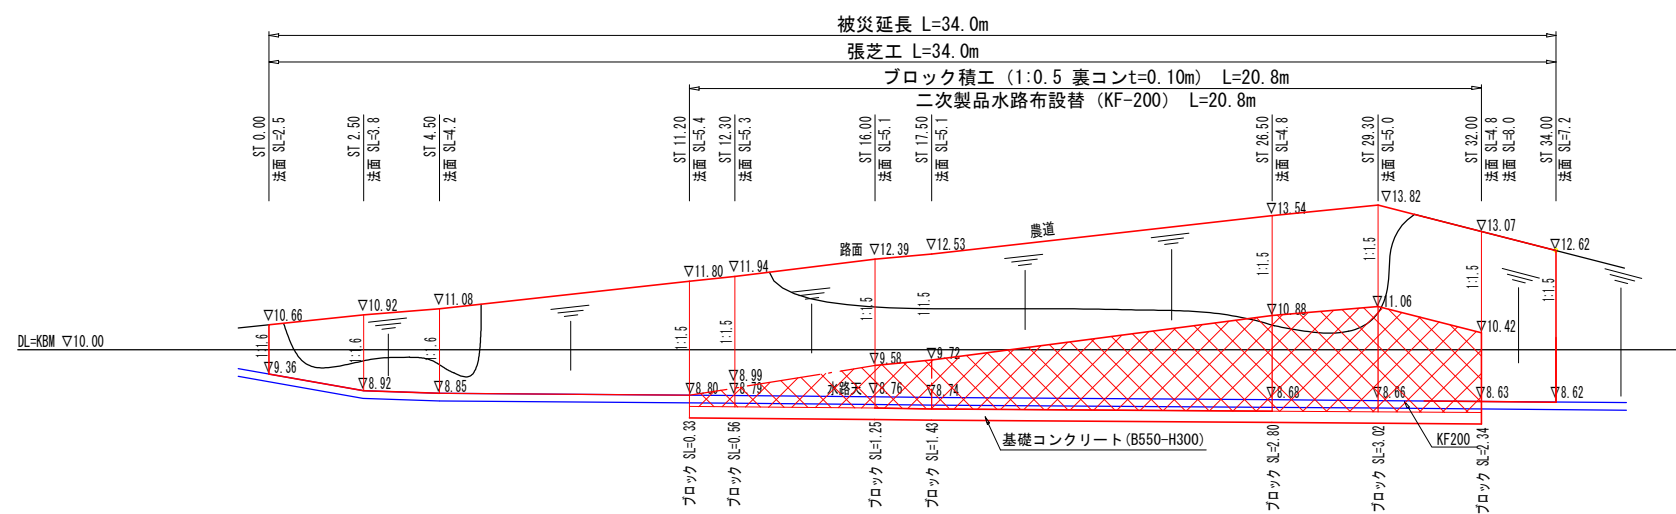 被災延長 L=34.0m
張芝工 L=34.0m
ブロック積工 (1:0.5 裏コンt=0.10m) L=20.8m
二次製品水路布設替 (KF-200) L=20.8m
ST 0.00
法面 SL=2.5
ST 2.50
法面 SL=3.8
ST 4.50
法面 SL=4.2
ST 11.20
法面 SL=5.4
ST 12.30
法面 SL=5.3
ST 16.00
法面 SL=5.1
ST 17.50
法面 SL=5.1
ST 26.50
法面 SL=4.8
ST 29.30
法面 SL=5.0
ST 32.00
法面 SL=4.8
法面 SL=8.0
ST 34.00
法面 SL=7.2
▽10.66
▽10.92
▽11.08
▽11.80
▽11.94
路面 ▽12.39
▽12.53
農道
▽13.54
▽13.82
▽13.07
▽12.62
1:1.6
1:1.6
1:1.6
1:1.5
1:1.5
1:1.5
1:1.5
1:1.5
1:1.5
1:1.5
1:1.5
DL=KBM ▽10.00
▽9.58
▽9.72
▽10.88
▽11.06
▽10.42
▽9.36
▽8.92
▽8.85
▽8.80
▽8.99
▽8.79
水路天 ▽8.76
▽8.74
▽8.68
▽8.66
▽8.63
▽8.62
基礎コンクリート(B550-H300)
KF200
ブロック SL=0.33
ブロック SL=0.56
ブロック SL=1.25
ブロック SL=1.43
ブロック SL=2.80
ブロック SL=3.02
ブロック SL=2.34